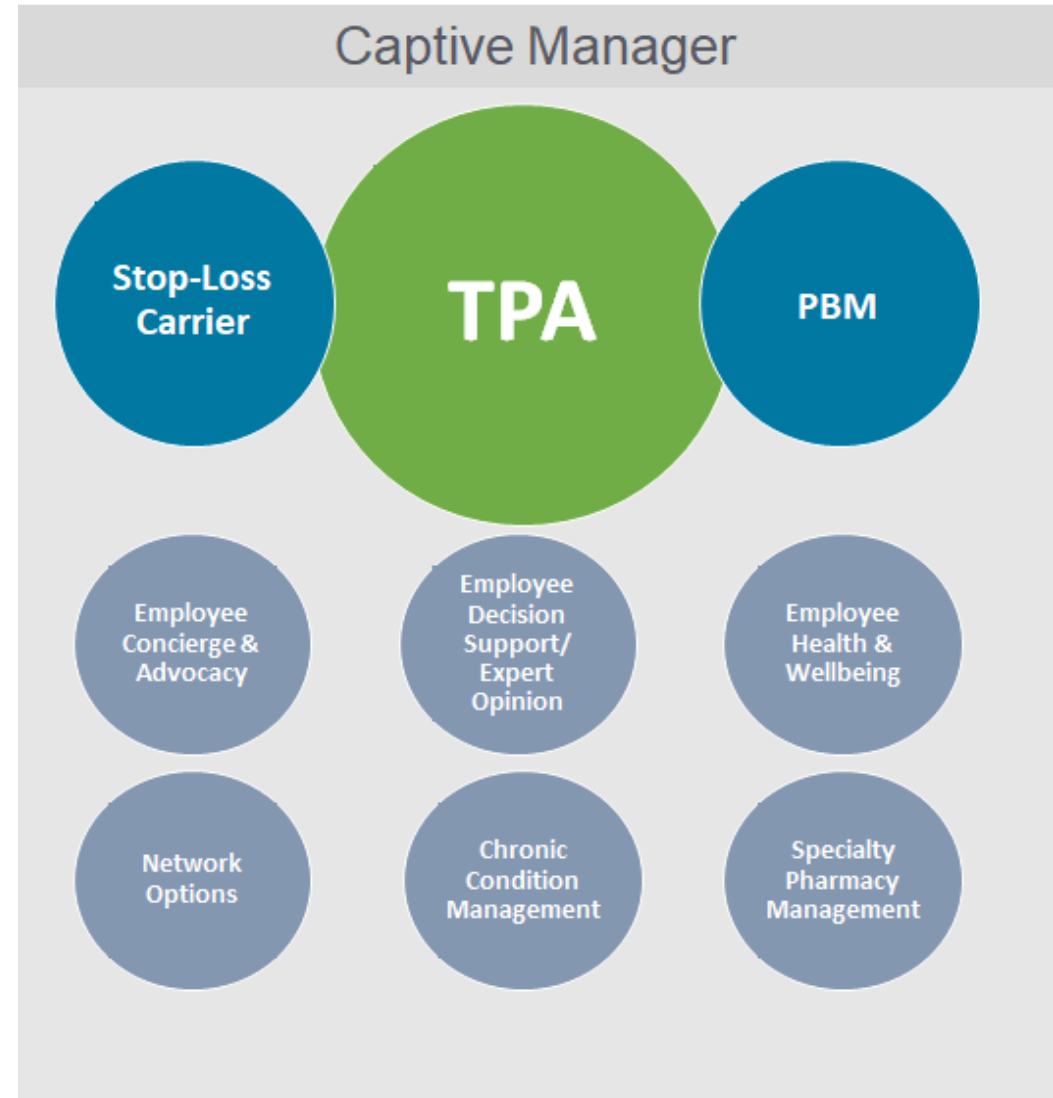 Captive Manager
Stop-Loss
Carrier
TPA
PBM
Employee
Concierge &
Advocacy
Employee
Decision
Support/
Expert
Opinion
Employee
Health &
Wellbeing
Network
Options
Chronic
Condition
Management
Specialty
Pharmacy
Management